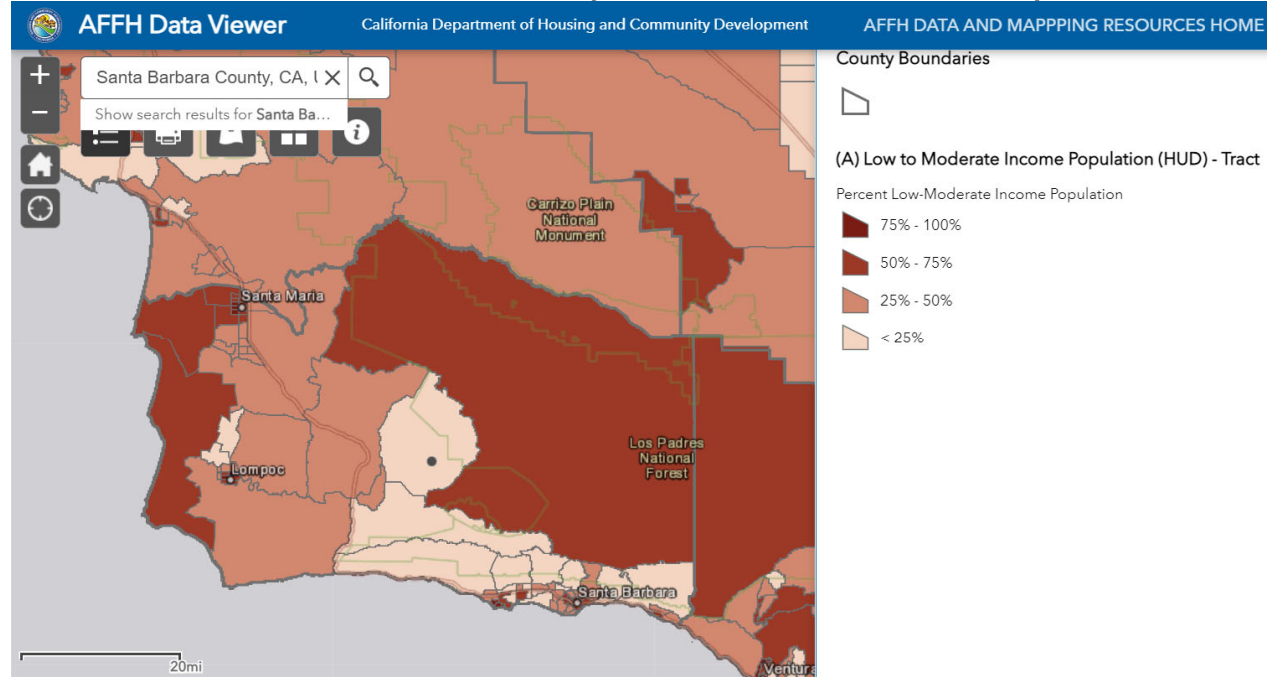 AFFH Data Viewer
California Department of Housing and Community Development
AFFH DATA AND MAPPPING RESOURCES HOME
+
Santa Barbara County, CA, U
Show search results for Santa Ba...
−
i
Carrizo Plain
National
Monument
Santa Maria
Los Padres
National
Forest
Lompoc
Santa Barbara
20mi
Ventura
County Boundaries
(A) Low to Moderate Income Population (HUD) - Tract
Percent Low-Moderate Income Population
75% - 100%
50% - 75%
25% - 50%
< 25%